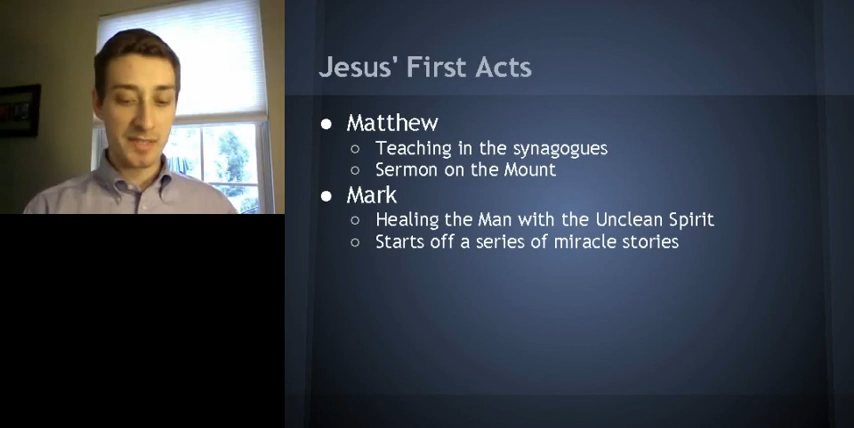 Jesus' First Acts
● Matthew
○ Teaching in the synagogues
○ Sermon on the Mount
● Mark
○ Healing the Man with the Unclean Spirit
○ Starts off a series of miracle stories